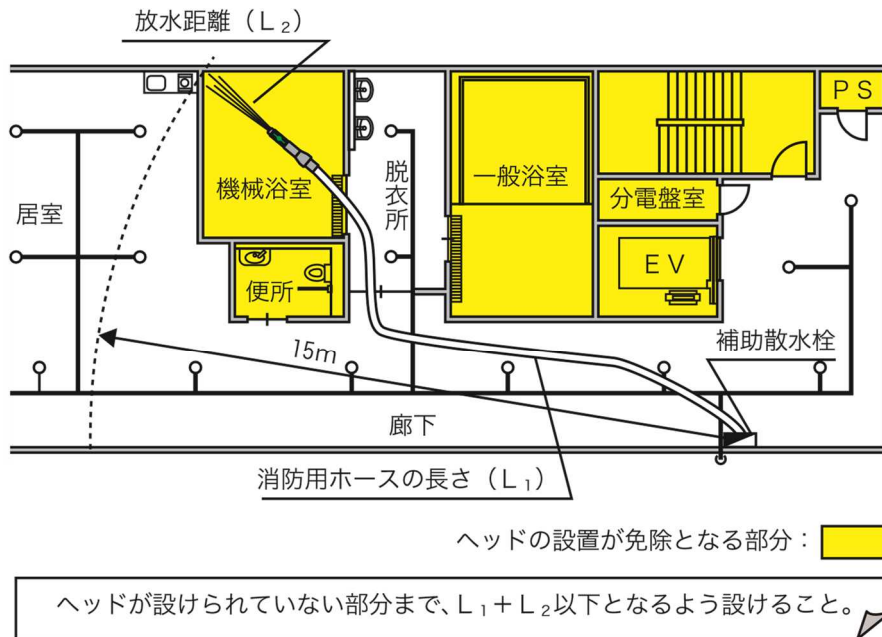 放水距離（L₂）
PS
機械浴室
脱衣所
一般浴室
分電盤室
居室
EV
便所
15m
補助散水栓
廊下
消防用ホースの長さ（L₁）
ヘッドの設置が免除となる部分：
ヘッドが設けられていない部分まで、L₁＋L₂以下となるよう設けること。